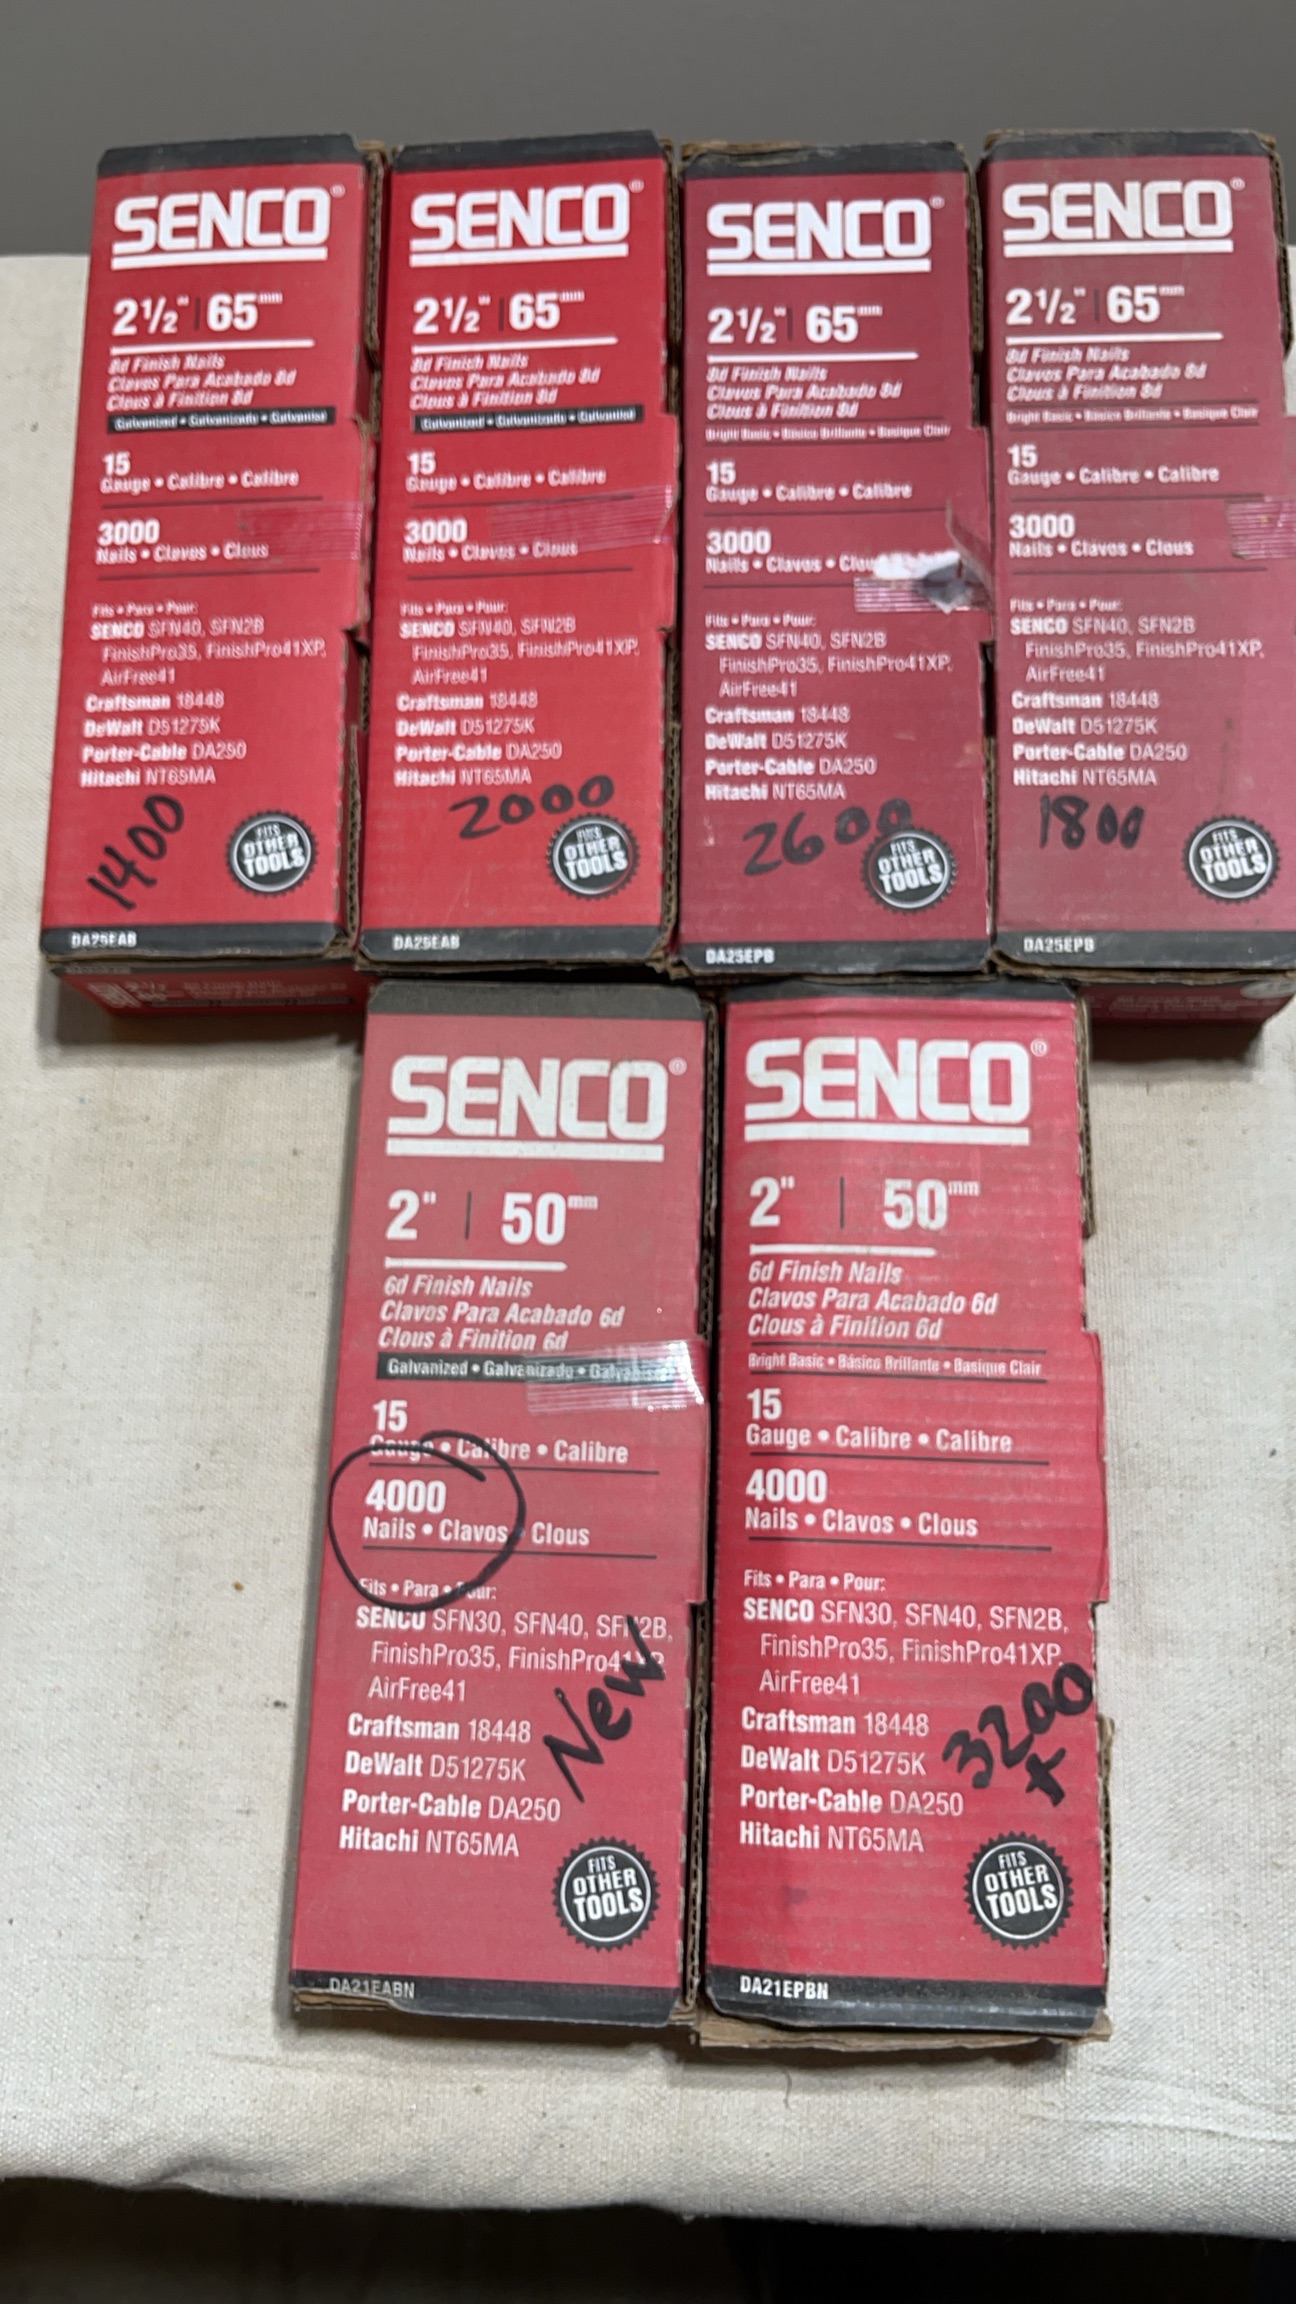 SENCO®
2½" | 65mm
8d Finish Nails
Clavos Para Acabado 8d
Clous à Finition 8d
Galvanized • Galvanizado • Galvanisé
15
Gauge • Calibre • Calibre
3000
Nails • Clavos • Clous
Fits • Para • Pour:
SENCO SFN40, SFN2B
FinishPro35, FinishPro41XP,
AirFree41
Craftsman 18448
DeWalt D51275K
Porter-Cable DA250
Hitachi NT65MA
1400
FITS
OTHER
TOOLS
DA25EAB
SENCO®
2½" | 65mm
8d Finish Nails
Clavos Para Acabado 8d
Clous à Finition 8d
Galvanized • Galvanizado • Galvanisé
15
Gauge • Calibre • Calibre
3000
Nails • Clavos • Clous
Fits • Para • Pour:
SENCO SFN40, SFN2B
FinishPro35, FinishPro41XP,
AirFree41
Craftsman 18448
DeWalt D51275K
Porter-Cable DA250
Hitachi NT65MA
2000
FITS
OTHER
TOOLS
DA25EAB
SENCO®
2½" | 65mm
8d Finish Nails
Clavos Para Acabado 8d
Clous à Finition 8d
Bright Basic • Básico Brillante • Basique Clair
15
Gauge • Calibre • Calibre
3000
Nails • Clavos • Clous
Fits • Para • Pour:
SENCO SFN40, SFN2B
FinishPro35, FinishPro41XP,
AirFree41
Craftsman 18448
DeWalt D51275K
Porter-Cable DA250
Hitachi NT65MA
2600
FITS
OTHER
TOOLS
DA25EPB
SENCO®
2½" | 65mm
8d Finish Nails
Clavos Para Acabado 8d
Clous à Finition 8d
Bright Basic • Básico Brillante • Basique Clair
15
Gauge • Calibre • Calibre
3000
Nails • Clavos • Clous
Fits • Para • Pour:
SENCO SFN40, SFN2B
FinishPro35, FinishPro41XP,
AirFree41
Craftsman 18448
DeWalt D51275K
Porter-Cable DA250
Hitachi NT65MA
1800
FITS
OTHER
TOOLS
DA25EPB
SENCO®
2" | 50mm
6d Finish Nails
Clavos Para Acabado 6d
Clous à Finition 6d
Galvanized • Galvanizado • Galvanisé
15
Gauge • Calibre • Calibre
4000
Nails • Clavos • Clous
Fits • Para • Pour:
SENCO SFN30, SFN40, SFN2B,
FinishPro35, FinishPro41XP
AirFree41
Craftsman 18448
DeWalt D51275K
Porter-Cable DA250
Hitachi NT65MA
New
FITS
OTHER
TOOLS
DA21EABN
SENCO®
2" | 50mm
6d Finish Nails
Clavos Para Acabado 6d
Clous à Finition 6d
Bright Basic • Básico Brillante • Basique Clair
15
Gauge • Calibre • Calibre
4000
Nails • Clavos • Clous
Fits • Para • Pour:
SENCO SFN30, SFN40, SFN2B,
FinishPro35, FinishPro41XP,
AirFree41
Craftsman 18448
DeWalt D51275K
Porter-Cable DA250
Hitachi NT65MA
3200
+
FITS
OTHER
TOOLS
DA21EPBN